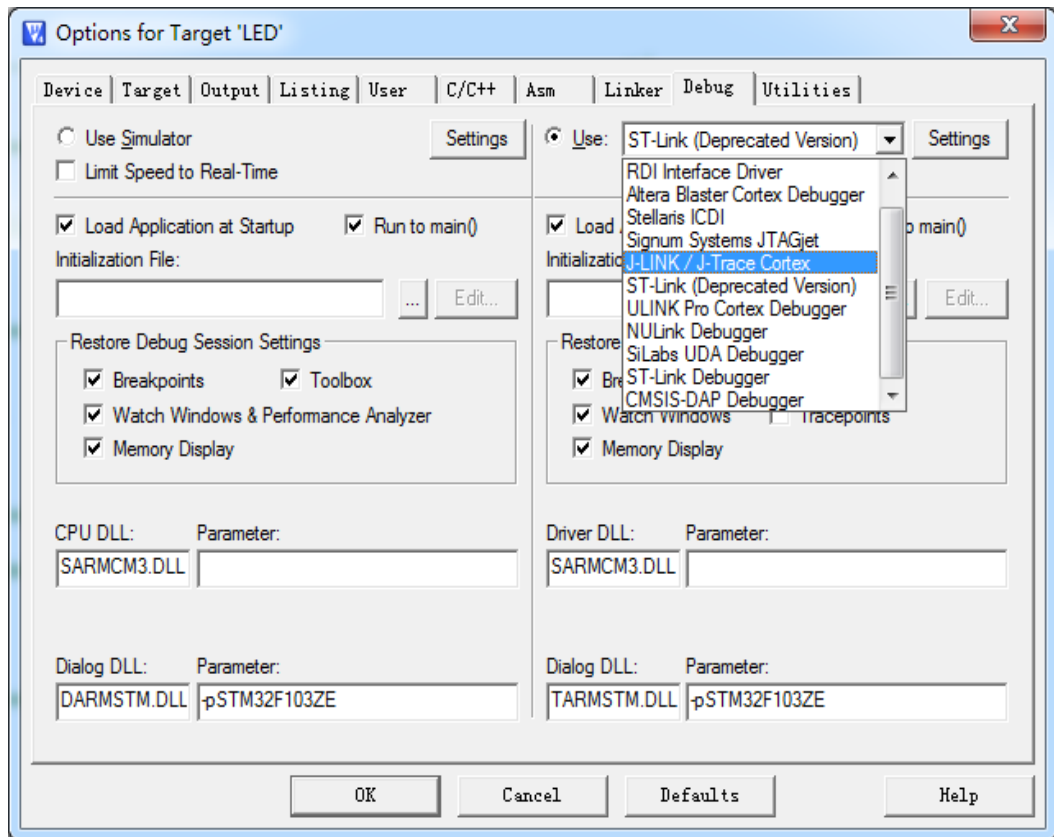 Options for Target 'LED'
Device Target Output Listing User C/C++ Asm Linker Debug Utilities
Use Simulator Settings Use: ST-Link (Deprecated Version) Settings
Limit Speed to Real-Time
RDI Interface Driver
Altera Blaster Cortex Debugger
Stellaris ICDI
Signum Systems JTAGjet
J-LINK / J-Trace Cortex
ST-Link (Deprecated Version)
ULINK Pro Cortex Debugger
NULink Debugger
SiLabs UDA Debugger
ST-Link Debugger
CMSIS-DAP Debugger
Load Application at Startup Run to main() Load main()
Initialization File:
... Edit... Edit...
Restore Debug Session Settings Restore
Breakpoints Toolbox
Watch Windows & Performance Analyzer Watch Windows Tracepoints
Memory Display Memory Display
CPU DLL: Parameter: Driver DLL: Parameter:
SARMCM3.DLL SARMCM3.DLL
Dialog DLL: Parameter: Dialog DLL: Parameter:
DARMSTM.DLL -pSTM32F103ZE TARMSTM.DLL -pSTM32F103ZE
OK Cancel Defaults Help